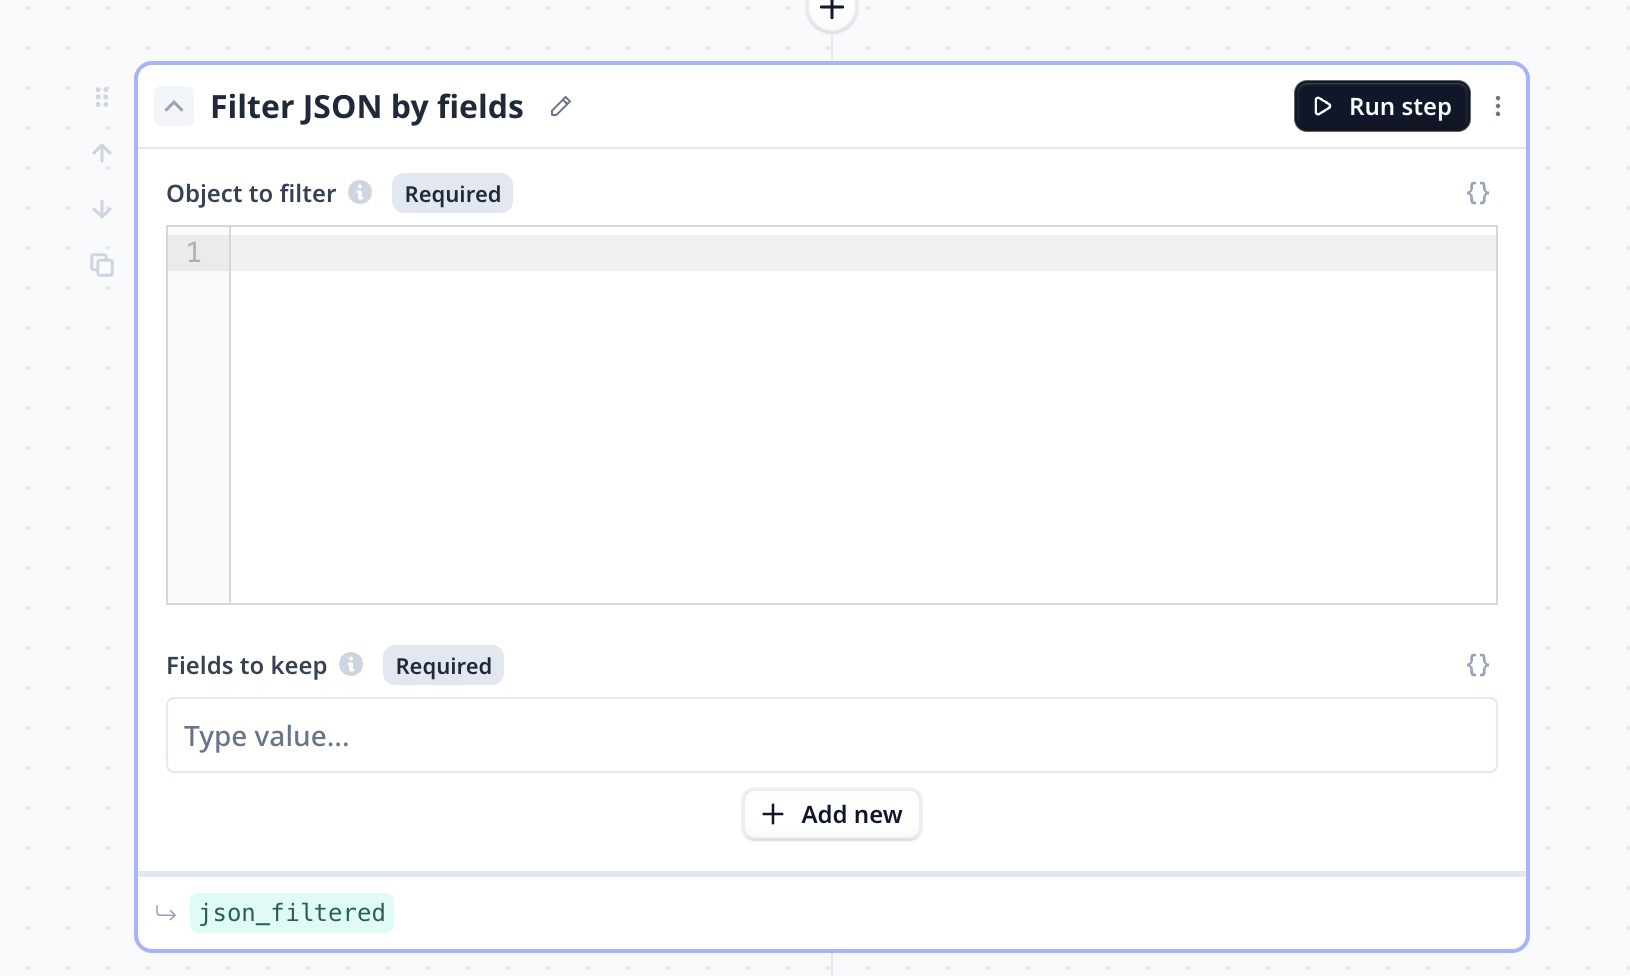 Filter JSON by fields
Run step
Object to filter
Required
{}
1
Fields to keep
Required
{}
Type value...
Add new
json_filtered